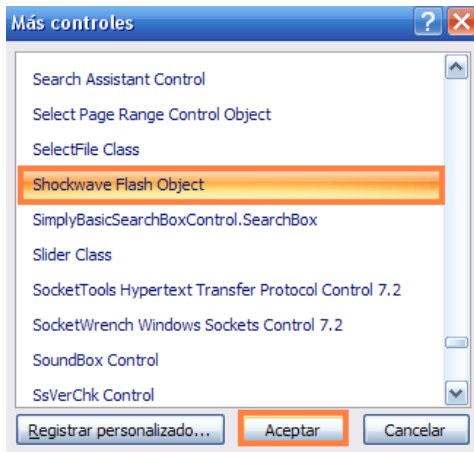 Más controles
Search Assistant Control
Select Page Range Control Object
SelectFile Class
Shockwave Flash Object
SimplyBasicSearchBoxControl.SearchBox
Slider Class
SocketTools Hypertext Transfer Protocol Control 7.2
SocketWrench Windows Sockets Control 7.2
SoundBox Control
SsVerChk Control
Registrar personalizado... Aceptar Cancelar